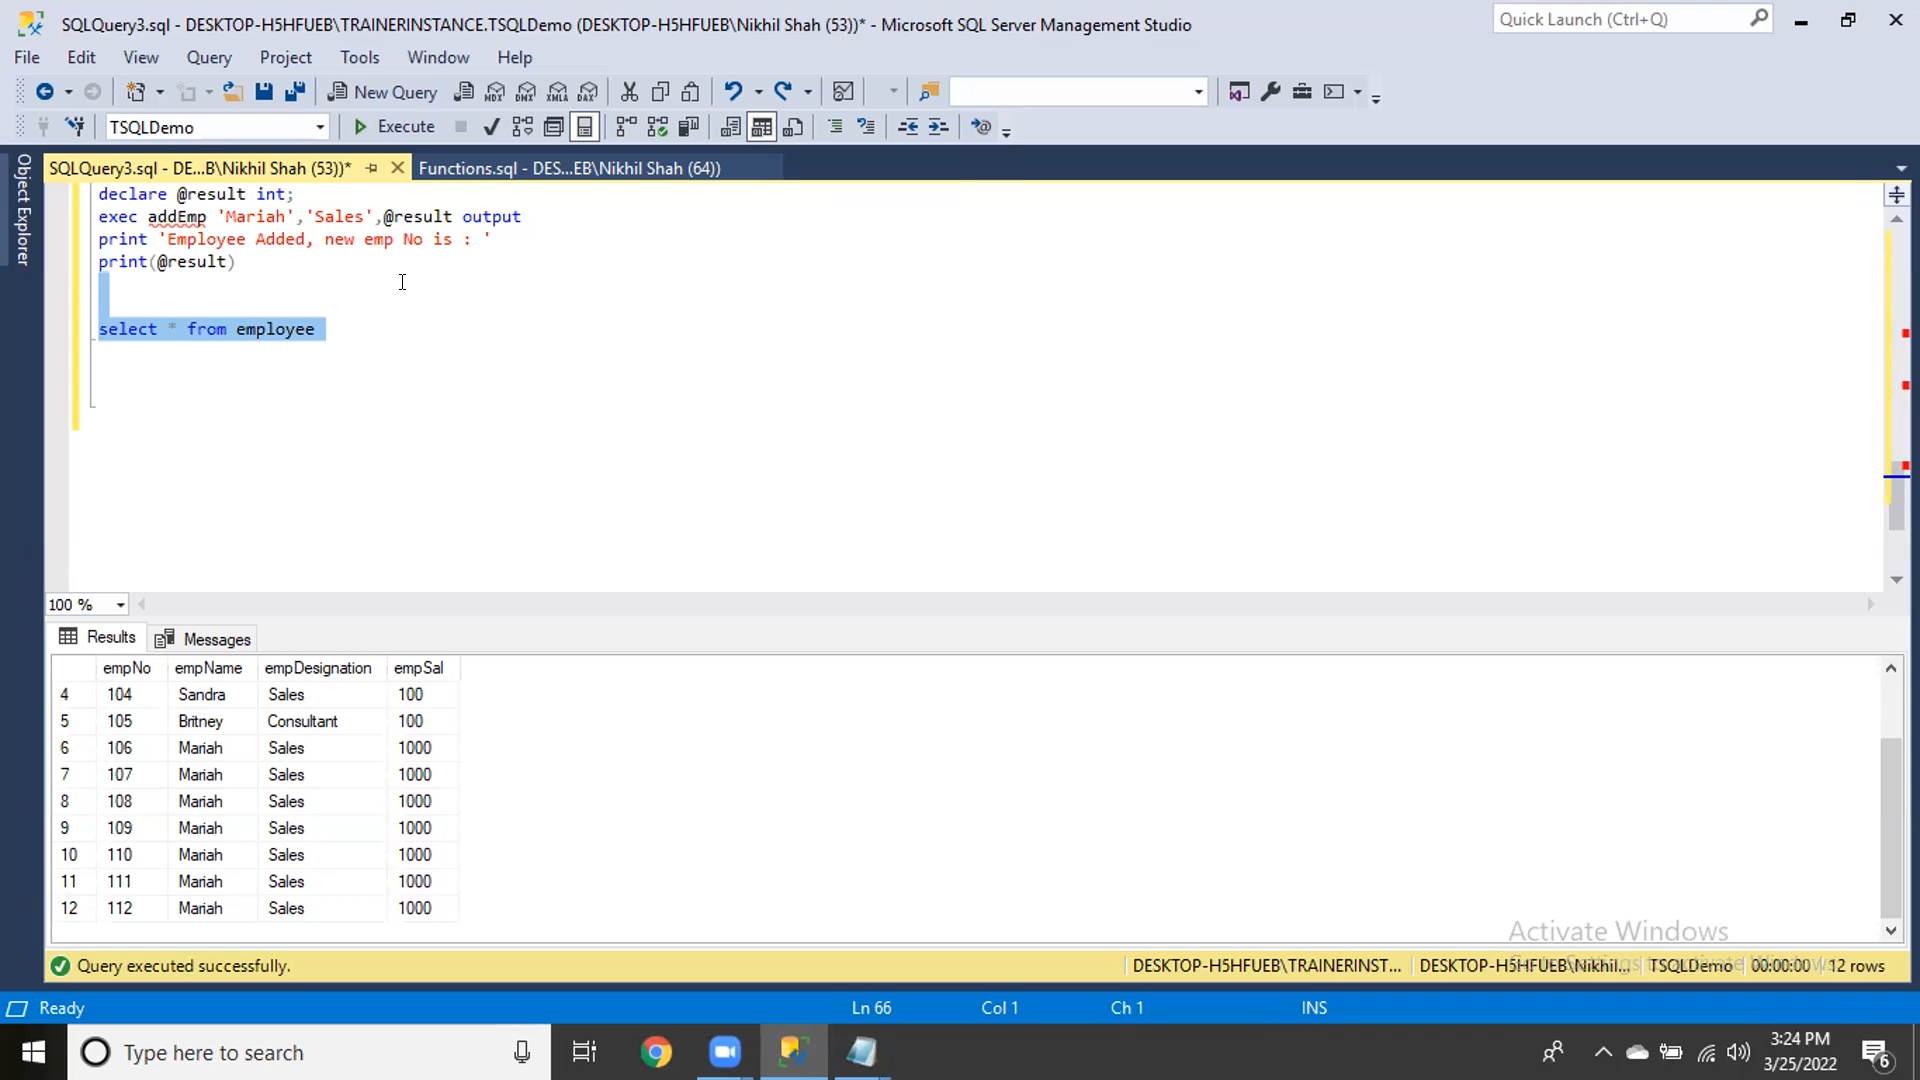 SQLQuery3.sql - DESKTOP-H5HFUEB\TRAINERINSTANCE.TSQLDemo (DESKTOP-H5HFUEB\Nikhil Shah (53))* - Microsoft SQL Server Management Studio
Quick Launch (Ctrl+Q)
File Edit View Query Project Tools Window Help
New Query MDX DMX XMLA DAX
TSQLDemo Execute
SQLQuery3.sql - DE...B\Nikhil Shah (53))* Functions.sql - DES...EB\Nikhil Shah (64))
Object Explorer
declare @result int;
exec addEmp 'Mariah','Sales',@result output
print 'Employee Added, new emp No is : '
print(@result)
select * from employee
100 %
Results Messages
empNo empName empDesignation empSal
4 104 Sandra Sales 100
5 105 Britney Consultant 100
6 106 Mariah Sales 1000
7 107 Mariah Sales 1000
8 108 Mariah Sales 1000
9 109 Mariah Sales 1000
10 110 Mariah Sales 1000
11 111 Mariah Sales 1000
12 112 Mariah Sales 1000
Activate Windows
Query executed successfully. DESKTOP-H5HFUEB\TRAINERINST... DESKTOP-H5HFUEB\Nikhil... TSQLDemo 00:00:00 12 rows
Ready Ln 66 Col 1 Ch 1 INS
Type here to search
3:24 PM
3/25/2022
6